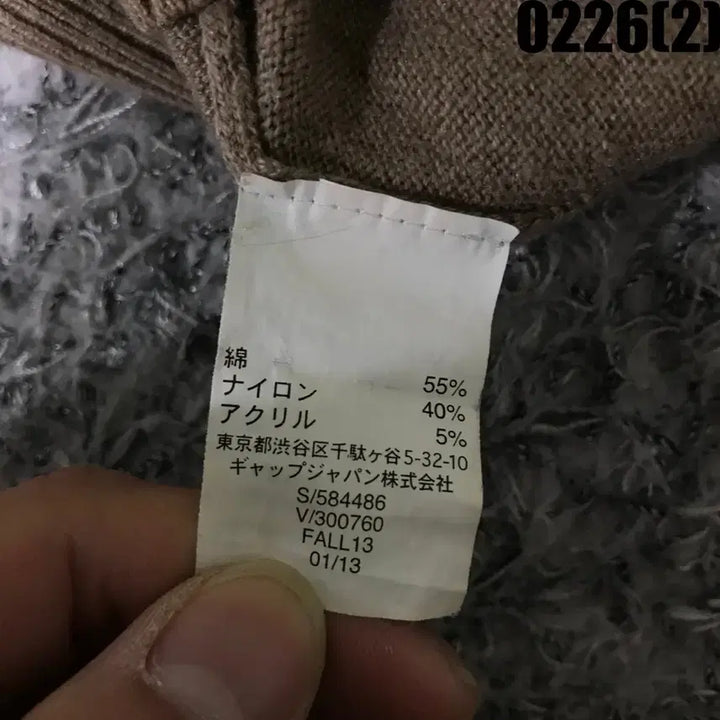 0226(2)
綿 55%
ナイロン 40%
アクリル 5%
東京都渋谷区千駄ヶ谷5-32-10
ギャップジャパン株式会社
S/584486
V/300760
FALL13
01/13